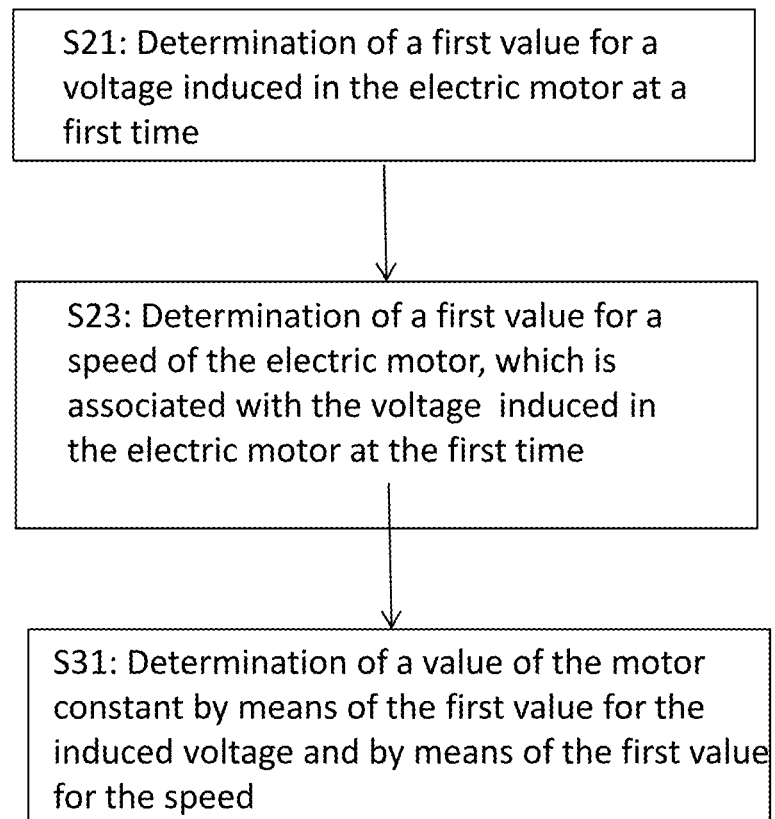 S21: Determination of a first value for a
voltage induced in the electric motor at a
first time
S23: Determination of a first value for a
speed of the electric motor, which is
associated with the voltage induced in
the electric motor at the first time
S31: Determination of a value of the motor
constant by means of the first value for the
induced voltage and by means of the first value
for the speed